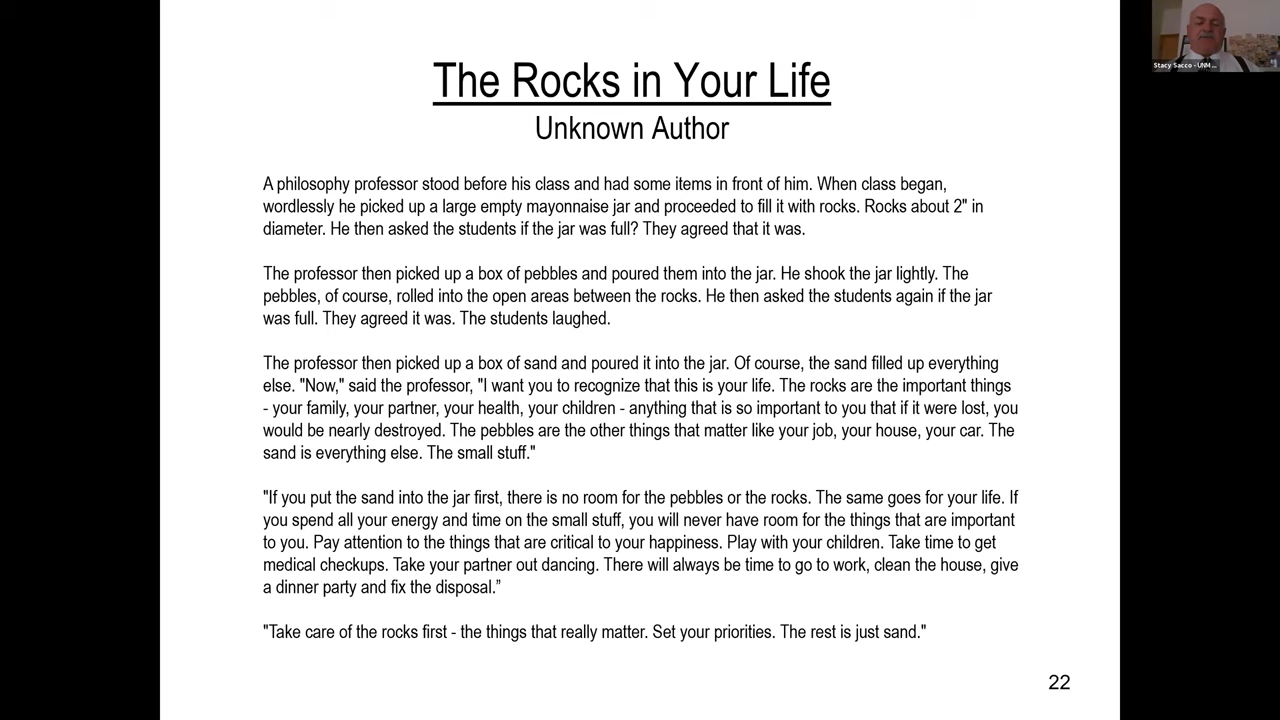 The Rocks in Your Life
Unknown Author
A philosophy professor stood before his class and had some items in front of him. When class began,
wordlessly he picked up a large empty mayonnaise jar and proceeded to fill it with rocks. Rocks about 2" in
diameter. He then asked the students if the jar was full? They agreed that it was.
The professor then picked up a box of pebbles and poured them into the jar. He shook the jar lightly. The
pebbles, of course, rolled into the open areas between the rocks. He then asked the students again if the jar
was full. They agreed it was. The students laughed.
The professor then picked up a box of sand and poured it into the jar. Of course, the sand filled up everything
else. "Now," said the professor, "I want you to recognize that this is your life. The rocks are the important things
- your family, your partner, your health, your children - anything that is so important to you that if it were lost, you
would be nearly destroyed. The pebbles are the other things that matter like your job, your house, your car. The
sand is everything else. The small stuff."
"If you put the sand into the jar first, there is no room for the pebbles or the rocks. The same goes for your life. If
you spend all your energy and time on the small stuff, you will never have room for the things that are important
to you. Pay attention to the things that are critical to your happiness. Play with your children. Take time to get
medical checkups. Take your partner out dancing. There will always be time to go to work, clean the house, give
a dinner party and fix the disposal.”
"Take care of the rocks first - the things that really matter. Set your priorities. The rest is just sand."
22
Stacy Sacco - UNM ...